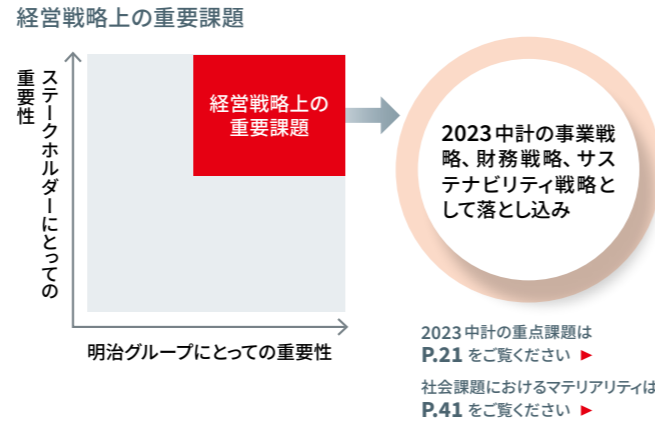 経営戦略上の重要課題
ステークホルダーにとっての
重要性
経営戦略上の
重要課題
明治グループにとっての重要性
2023中計の事業戦
略、財務戦略、サス
テナビリティ戦略と
して落とし込み
2023中計の重点課題は
P.21 をご覧ください ▶
社会課題におけるマテリアリティは
P.41 をご覧ください ▶